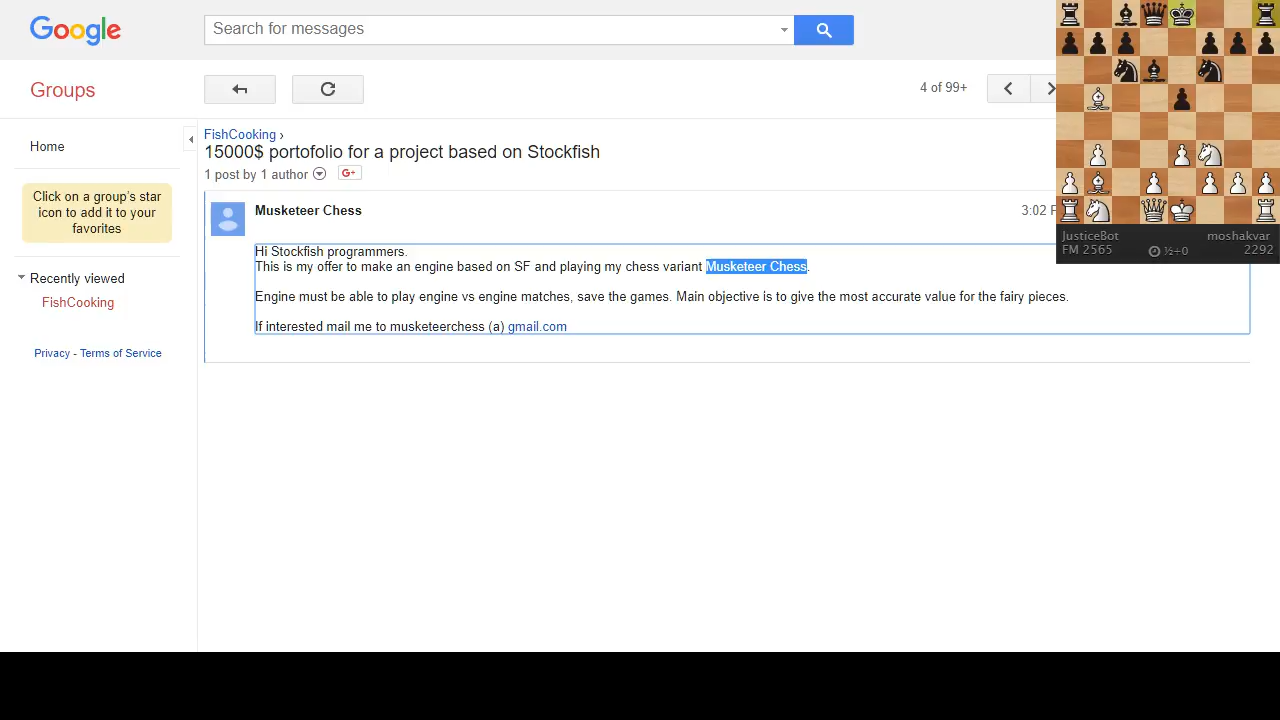 Google
Search for messages
Groups
4 of 99+
Home
Click on a group's star
icon to add it to your
favorites
Recently viewed
FishCooking
Privacy - Terms of Service
FishCooking ›
15000$ portofolio for a project based on Stockfish
1 post by 1 author
G+
Musketeer Chess
3:02
Hi Stockfish programmers.
This is my offer to make an engine based on SF and playing my chess variant Musketeer Chess.
Engine must be able to play engine vs engine matches, save the games. Main objective is to give the most accurate value for the fairy pieces.
If interested mail me to musketeerchess (a) gmail.com
JusticeBot moshakvar
FM 2565 ½+0 2292